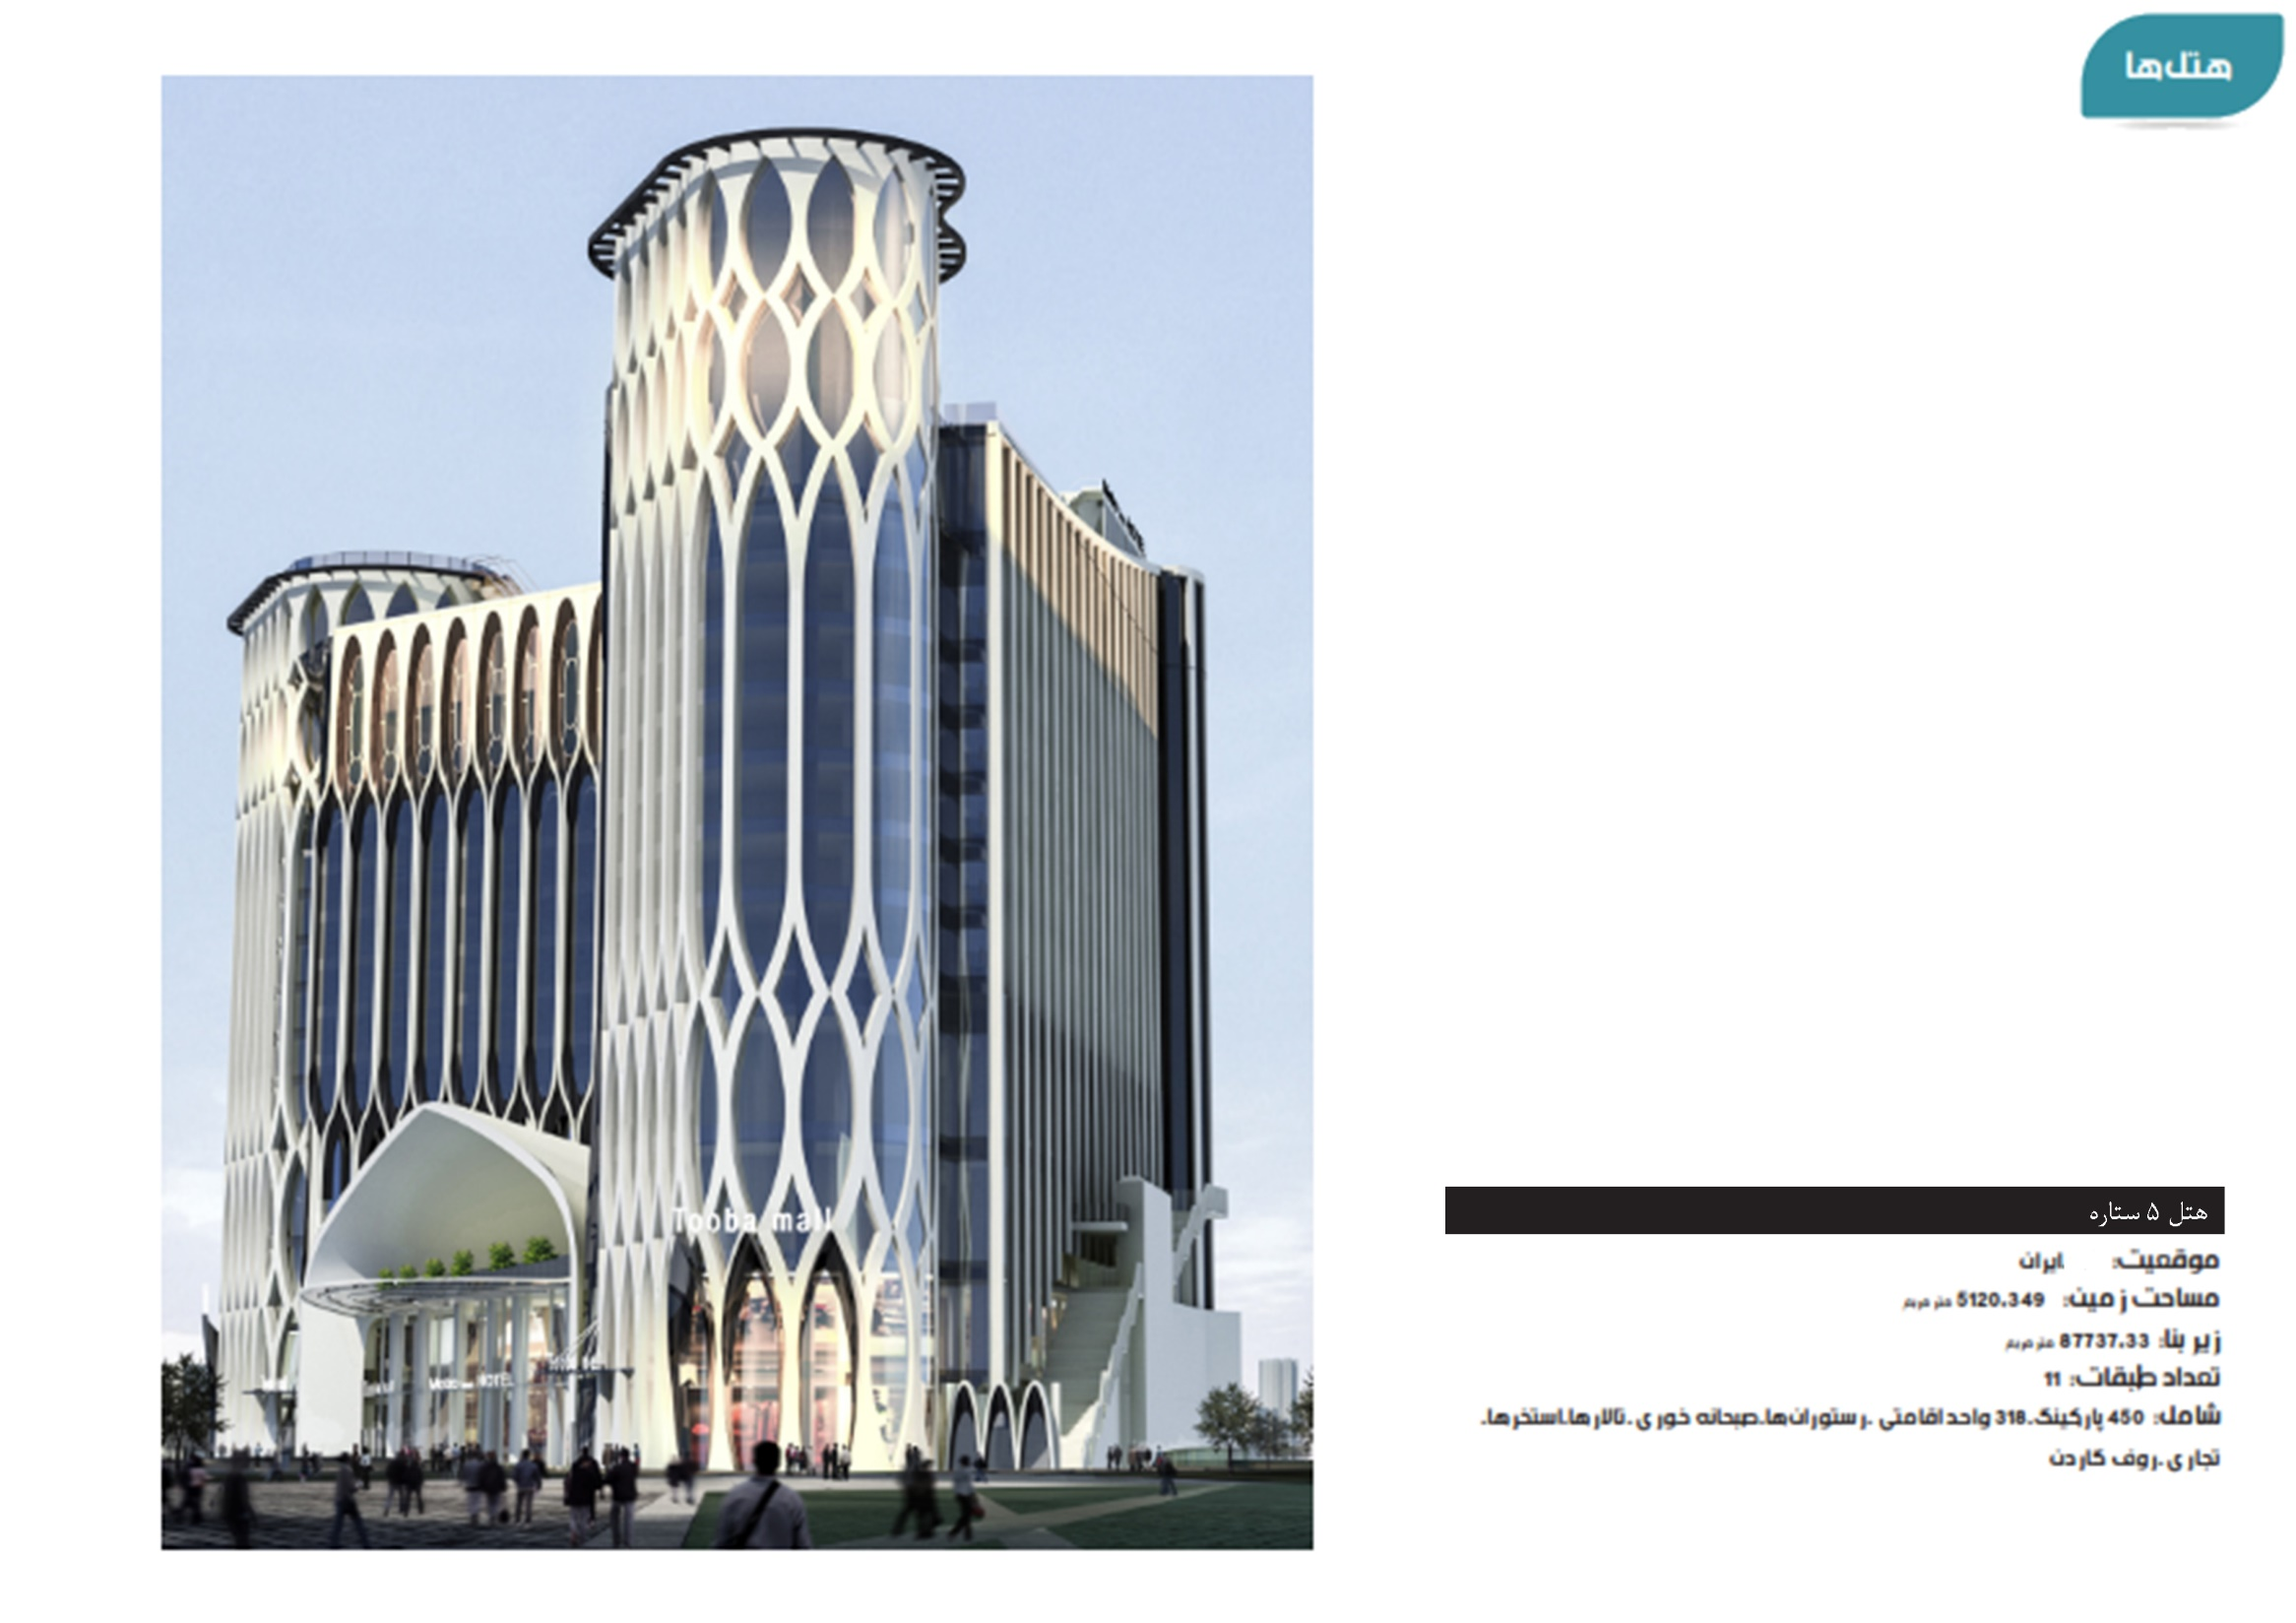 هتل‌ها
Tooba mall
HOTEL
هتل ۵ ستاره
موقعیت: ایران
مساحت زمین: 5120.349 متر مربع
زیر بنا: 87737.33 متر مربع
تعداد طبقات: 11
شامل: 450 پارکینگ.318 واحد اقامتی .رستوران‌ها.صبحانه خوری.تالارها.استخرها.
تجاری.روف گاردن